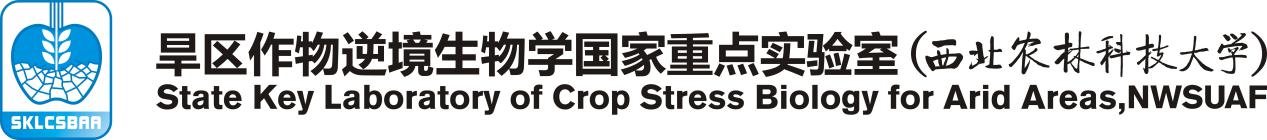 旱区作物逆境生物学国家重点实验室(西北农林科技大学)
State Key Laboratory of Crop Stress Biology for Arid Areas,NWSUAF
SKLCSBAA